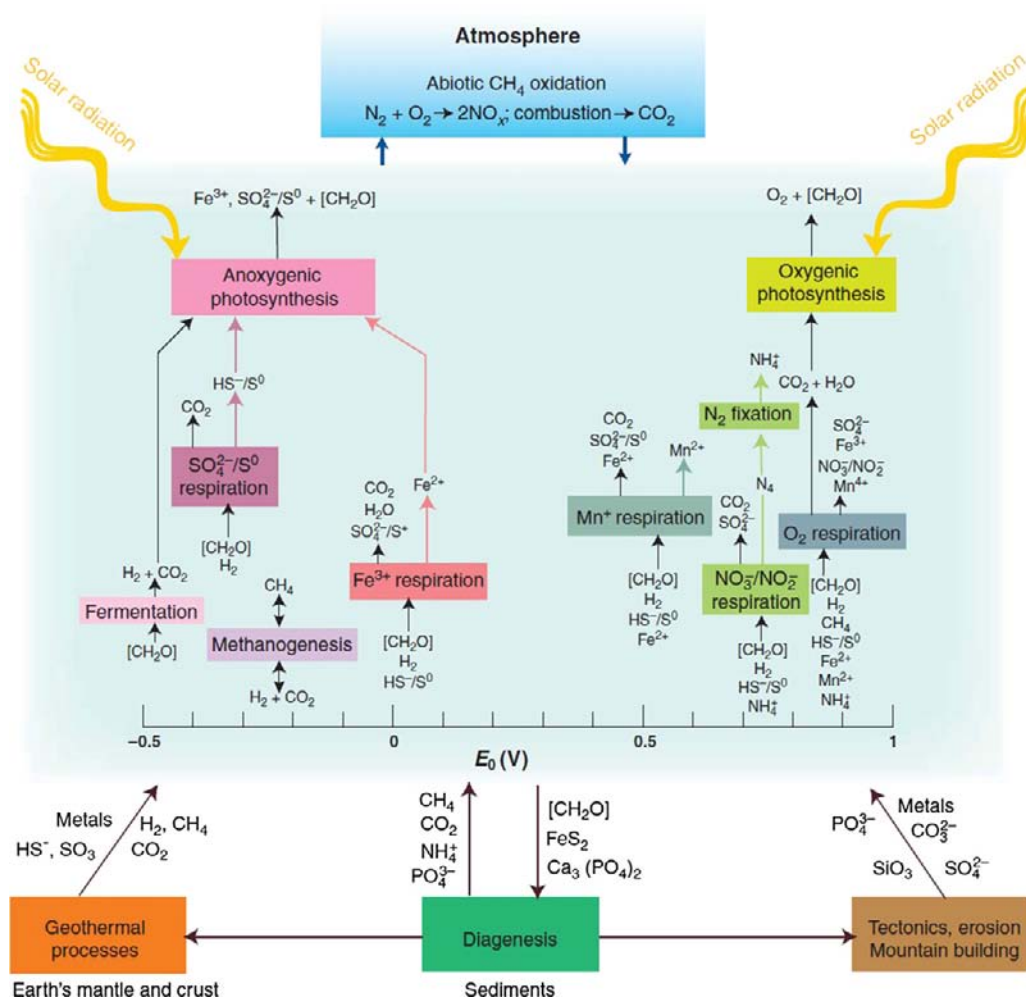 Atmosphere
Abiotic CH₄ oxidation
N₂ + O₂ → 2NOₓ; combustion → CO₂
Solar radiation
Solar radiation
Fe³⁺, SO₄²⁻/S⁰ + [CH₂O]
O₂ + [CH₂O]
Anoxygenic
photosynthesis
Oxygenic
photosynthesis
HS⁻/S⁰
CO₂
SO₄²⁻/S⁰
respiration
[CH₂O]
H₂
H₂ + CO₂
Fermentation
[CH₂O]
CH₄
Methanogenesis
H₂ + CO₂
Fe²⁺
CO₂
H₂O
SO₄²⁻/S⁺
Fe³⁺ respiration
[CH₂O]
H₂
HS⁻/S⁰
CO₂
SO₄²⁻/S⁰
Fe²⁺
Mn²⁺
Mn⁺ respiration
[CH₂O]
H₂
HS⁻/S⁰
Fe²⁺
NH₄⁺
N₂ fixation
N₄
CO₂
SO₄²⁻
NO₃⁻/NO₂⁻
respiration
[CH₂O]
H₂
HS⁻/S⁰
NH₄⁺
CO₂ + H₂O
SO₄²⁻
Fe³⁺
NO₃⁻/NO₂⁻
Mn⁴⁺
O₂ respiration
[CH₂O]
H₂
CH₄
HS⁻/S⁰
Fe²⁺
Mn²⁺
NH₄⁺
−0.5
0
0.5
1
E₀ (V)
Metals
H₂, CH₄
HS⁻, SO₃
CO₂
CH₄
CO₂
NH₄⁺
PO₄³⁻
[CH₂O]
FeS₂
Ca₃ (PO₄)₂
Metals
PO₄³⁻
CO₃²⁻
SiO₃
SO₄²⁻
Geothermal
processes
Diagenesis
Tectonics, erosion
Mountain building
Earth's mantle and crust
Sediments